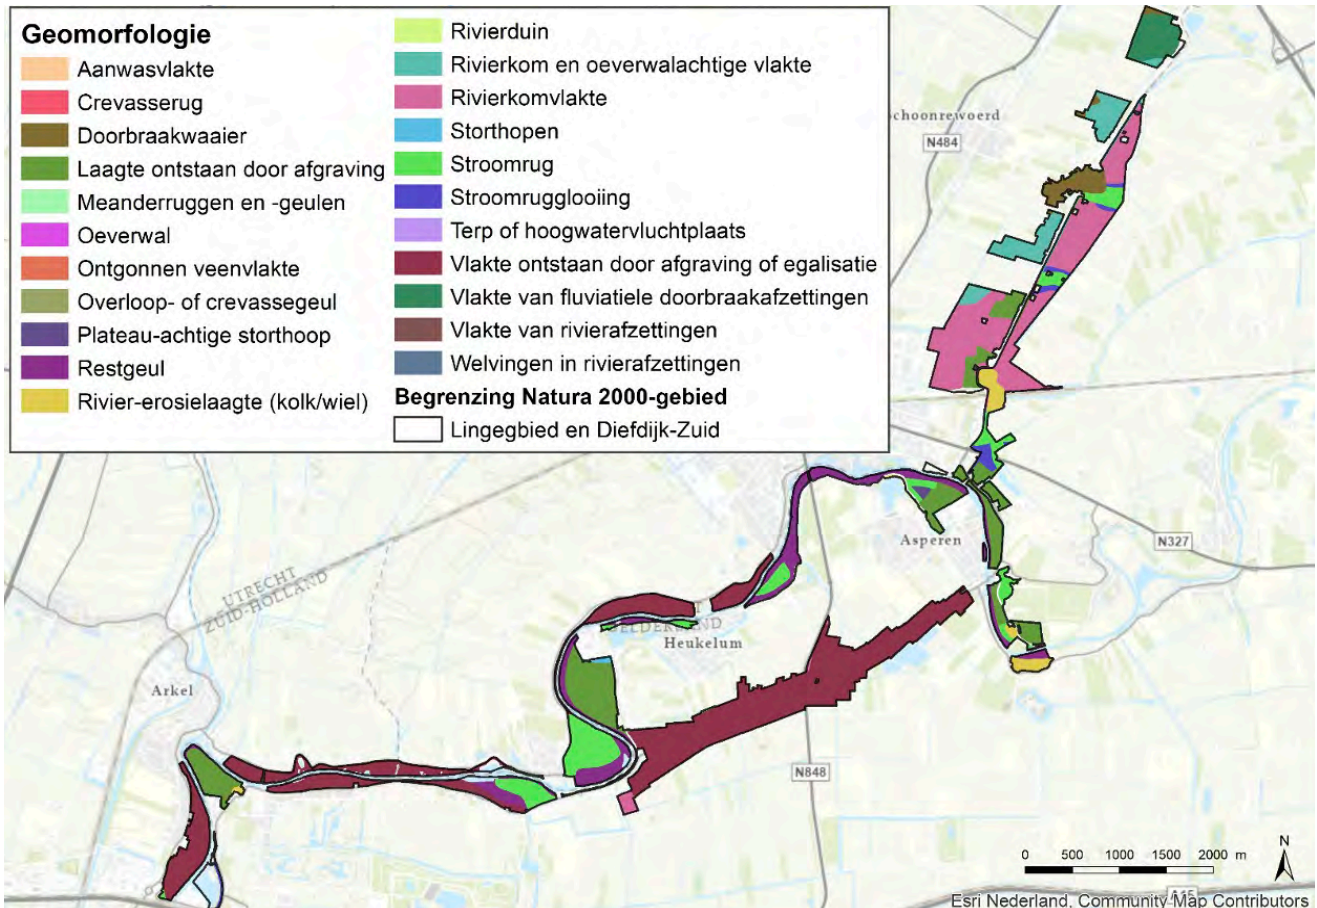 Geomorfologie
Aanwasvlakte
Crevasserug
Doorbraakwaaier
Laagte ontstaan door afgraving
Meanderruggen en -geulen
Oeverwal
Ontgonnen veenvlakte
Overloop- of crevassegeul
Plateau-achtige storthoop
Restgeul
Rivier-erosielaagte (kolk/wiel)
Rivierduin
Rivierkom en oeverwalachtige vlakte
Rivierkomvlakte
Storthopen
Stroomrug
Stroomrugglooiing
Terp of hoogwatervluchtplaats
Vlakte ontstaan door afgraving of egalisatie
Vlakte van fluviatiele doorbraakafzettingen
Vlakte van rivierafzettingen
Welvingen in rivierafzettingen
Begrenzing Natura 2000-gebied
Lingegbied en Diefdijk-Zuid
choonrewoerd
N484
Asperen
N327
UTRECHT
ZUID-HOLLAND
GELDERLAND
Heukelum
Arkel
N848
N
0 500 1000 1500 2000 m
A15
Esri Nederland, Community Map Contributors